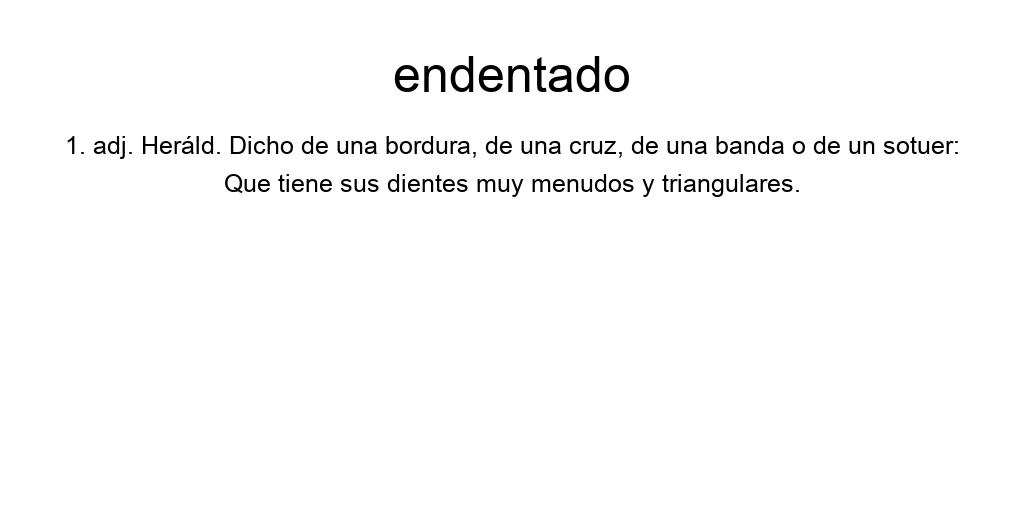 endentado
1. adj. Heráld. Dicho de una bordura, de una cruz, de una banda o de un sotuer:
Que tiene sus dientes muy menudos y triangulares.